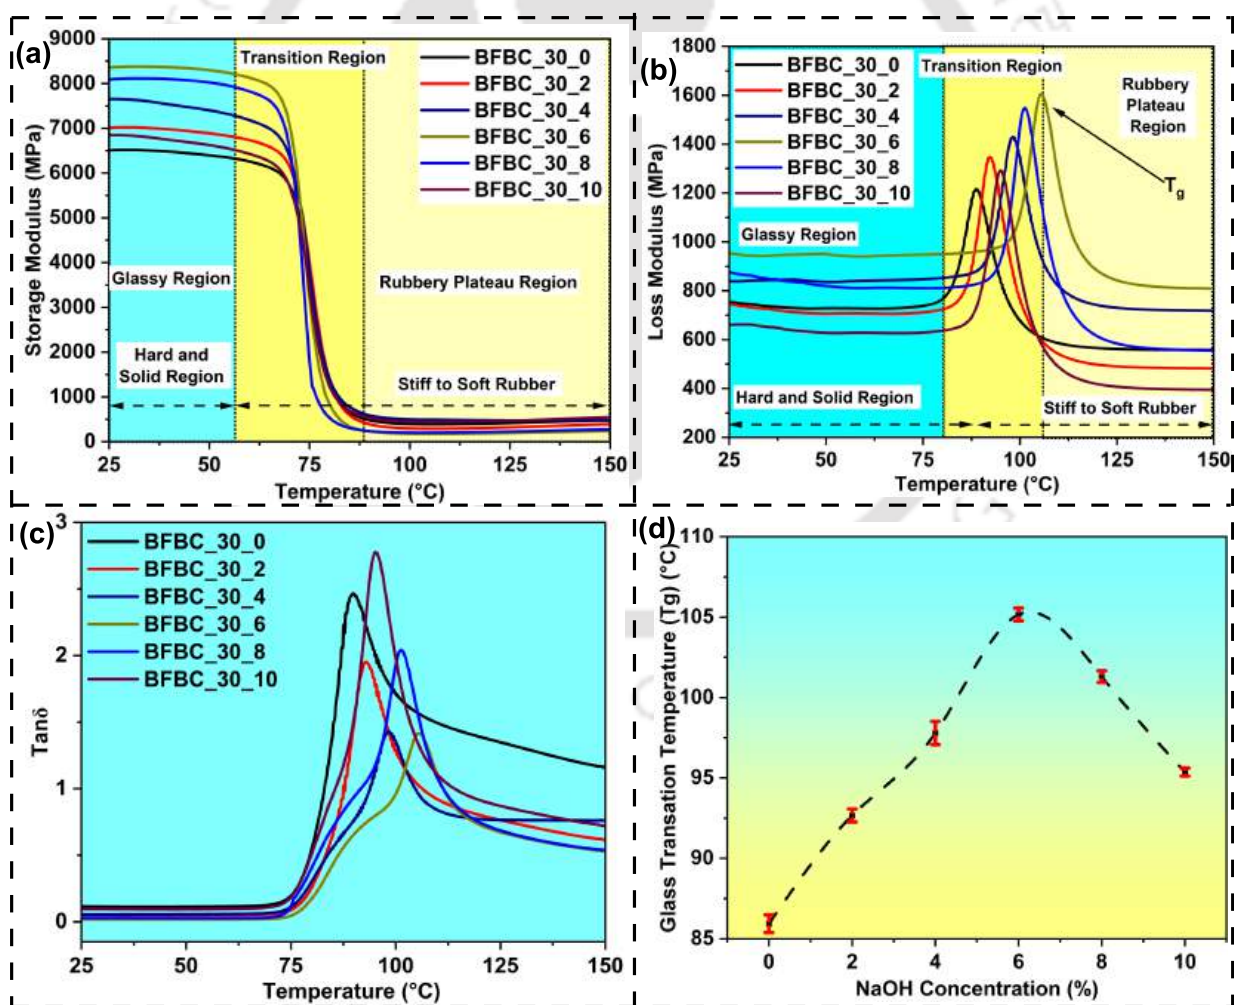 (a)
9000
8000
7000
6000
5000
4000
3000
2000
1000
0
Storage Modulus (MPa)
Transition Region
BFBC_30_0
BFBC_30_2
BFBC_30_4
BFBC_30_6
BFBC_30_8
BFBC_30_10
Glassy Region
Rubbery Plateau Region
Hard and
Solid Region
Stiff to Soft Rubber
25
50
75
100
125
150
Temperature (°C)
(b)
1800
1600
1400
1200
1000
800
600
400
200
Loss Modulus (MPa)
BFBC_30_0
BFBC_30_2
BFBC_30_4
BFBC_30_6
BFBC_30_8
BFBC_30_10
Transition Region
Rubbery
Plateau
Region
Tg
Glassy Region
Hard and Solid Region
Stiff to Soft Rubber
25
50
75
100
125
150
Temperature (°C)
(c)
3
2
1
0
Tanδ
BFBC_30_0
BFBC_30_2
BFBC_30_4
BFBC_30_6
BFBC_30_8
BFBC_30_10
25
50
75
100
125
150
Temperature (°C)
(d)
110
105
100
95
90
85
Glass Transation Temperature (Tg) (°C)
0
2
4
6
8
10
NaOH Concentration (%)